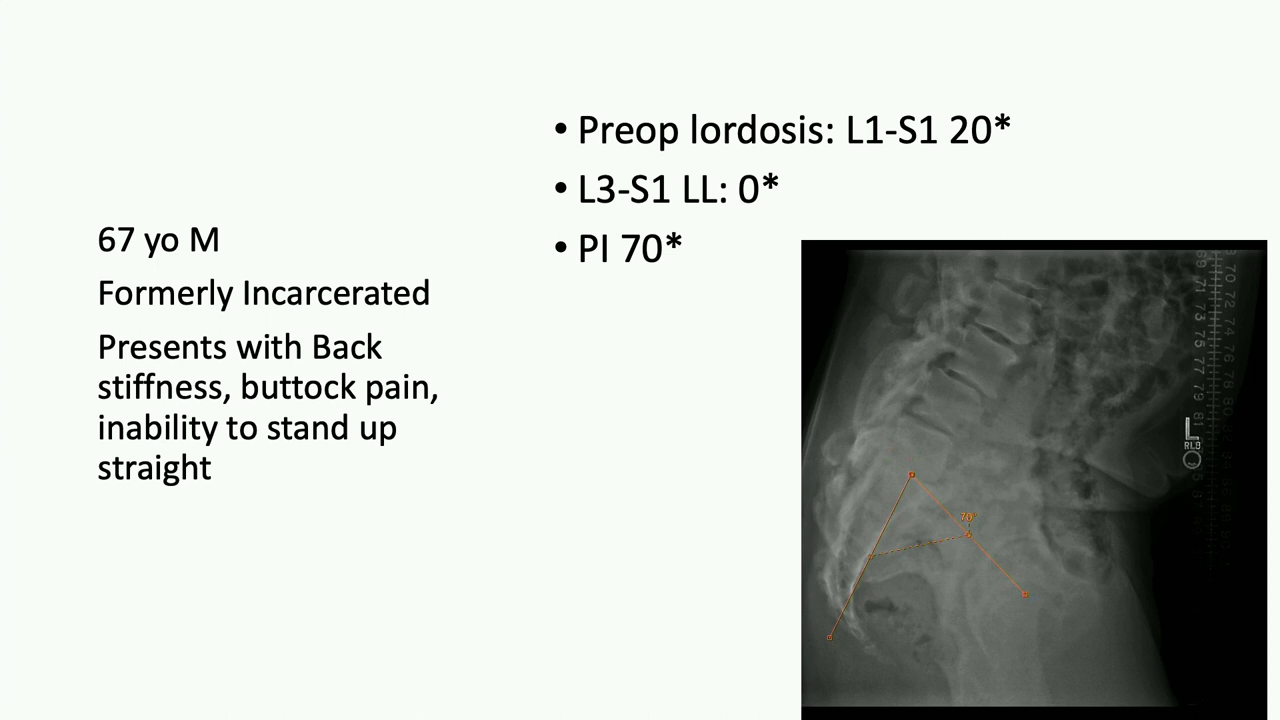 • Preop lordosis: L1-S1 20*
• L3-S1 LL: 0*
• PI 70*
67 yo M
Formerly Incarcerated
Presents with Back
stiffness, buttock pain,
inability to stand up
straight
70°
L
RLO